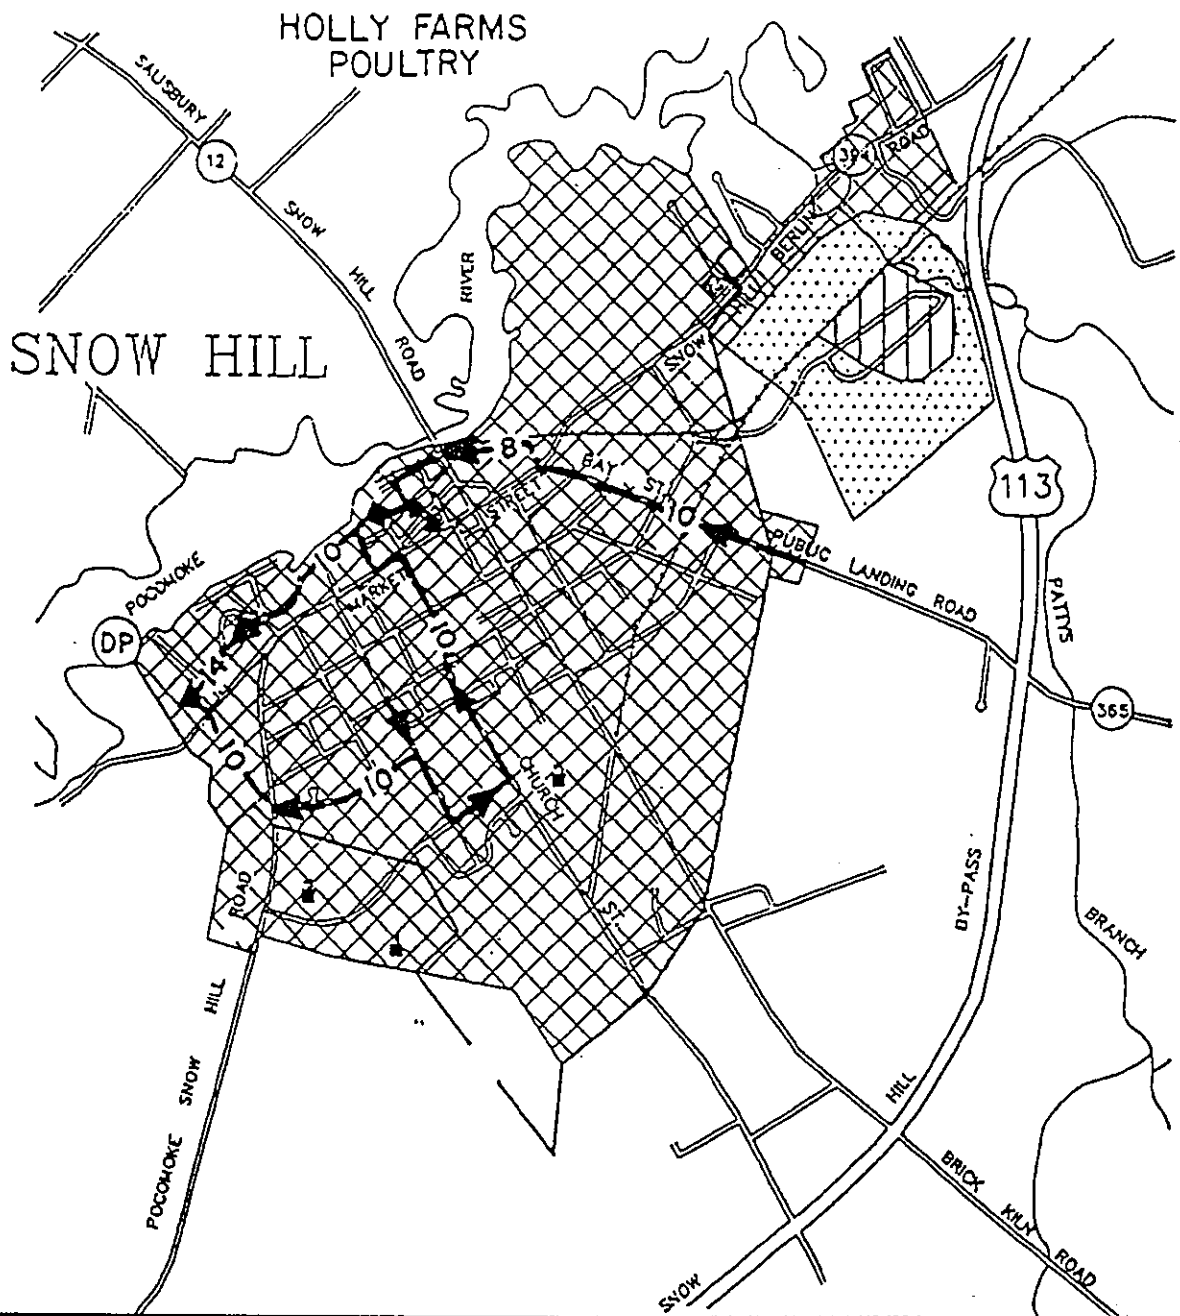 HOLLY FARMS
POULTRY
SALISBURY
12
SNOW
HILL
ROAD
RIVER
SNOW HILL
ROAD
BERLIN
HILL
SNOW
8
BAY ST.
STREET
10
113
PUBLIC LANDING ROAD
POCOMOKE
10
MARKET
DP
PATTYS
14
10
365
10
10
CHURCH
ST.
ROAD
BY-PASS
BRANCH
HILL
SNOW
POCOMOKE
HILL
BRICK
KILN
ROAD
SNOW